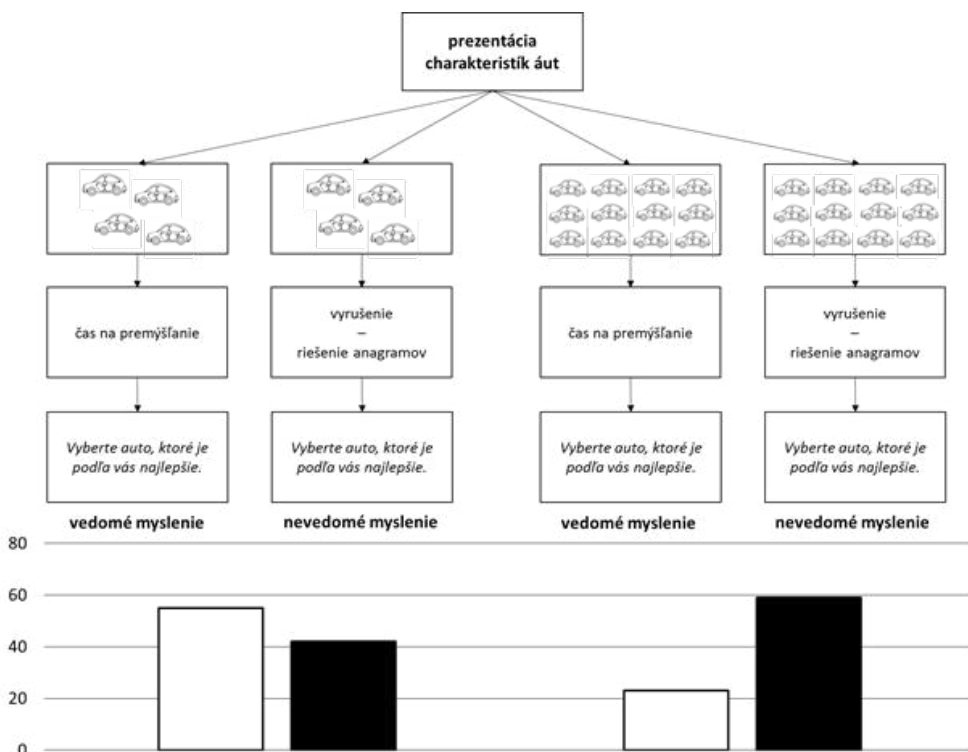 prezentácia
charakteristík áut
čas na premýšľanie
vyrušenie
–
riešenie anagramov
čas na premýšľanie
vyrušenie
–
riešenie anagramov
Vyberte auto, ktoré je
podľa vás najlepšie.
Vyberte auto, ktoré je
podľa vás najlepšie.
Vyberte auto, ktoré je
podľa vás najlepšie.
Vyberte auto, ktoré je
podľa vás najlepšie.
vedomé myslenie
nevedomé myslenie
vedomé myslenie
nevedomé myslenie
80
60
40
20
0